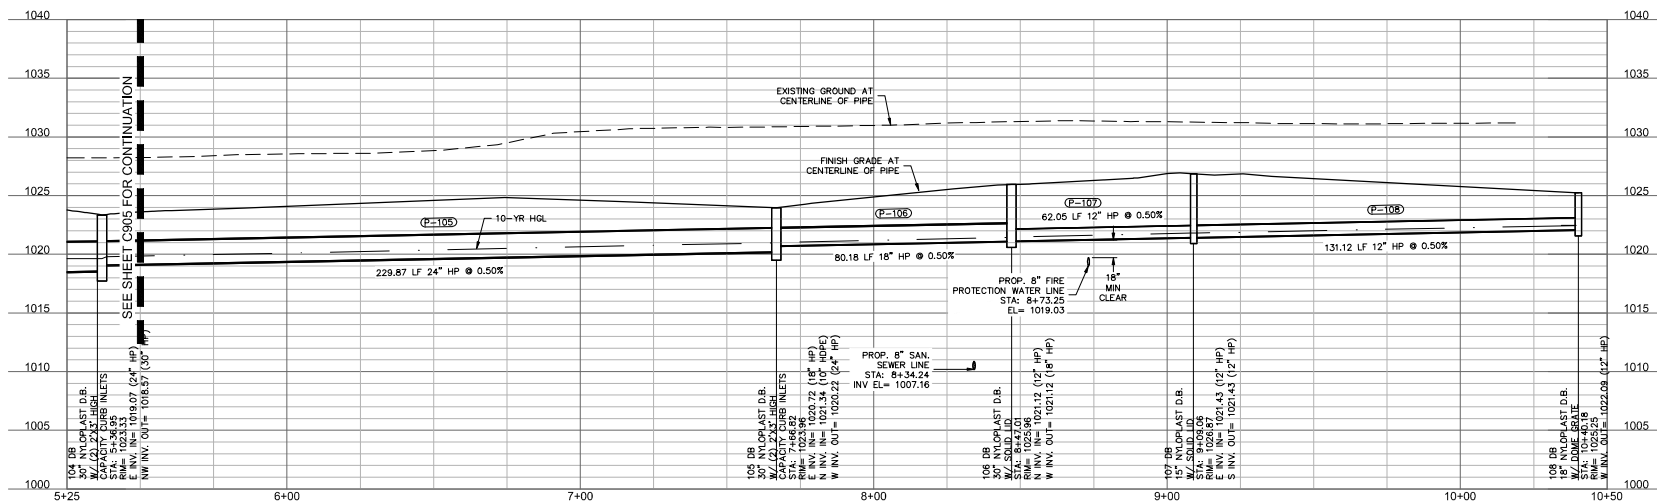 1040
1035
1030
1025
1020
1015
1010
1005
1000
1040
1035
1030
1025
1020
1015
1010
1005
1000
SEE SHEET C905 FOR CONTINUATION
EXISTING GROUND AT
CENTERLINE OF PIPE
FINISH GRADE AT
CENTERLINE OF PIPE
P-105
10-YR HGL
229.87 LF 24" HP @ 0.50%
P-106
80.18 LF 18" HP @ 0.50%
P-107
62.05 LF 12" HP @ 0.50%
P-108
131.12 LF 12" HP @ 0.50%
PROP. 8" FIRE
PROTECTION WATER LINE
STA: 8+73.25
EL= 1019.03
18"
MIN
CLEAR
PROP. 8" SAN.
SEWER LINE
STA: 8+34.24
INV EL= 1007.16
104 DB
30" NYLOPLAST D.B.
W/ (2) 2'X3' HIGH
CAPACITY CURB INLETS
STA: 5+36.95
RIM= 1023.33
E INV. IN= 1019.07 (24" HP)
NW INV. OUT= 1018.57 (30" HP)
105 DB
30" NYLOPLAST D.B.
W/ (2) 2'X3' HIGH
CAPACITY CURB INLETS
STA: 7+66.82
RIM= 1023.96
E INV. IN= 1020.72 (18" HP)
N INV. IN= 1021.34 (10" HDPE)
W INV. OUT= 1020.22 (24" HP)
106 DB
30" NYLOPLAST D.B.
W/ SOLID LID
STA: 8+47.01
RIM= 1025.96
N INV. IN= 1021.12 (12" HP)
W INV. OUT= 1021.12 (18" HP)
107 DB
15" NYLOPLAST D.B.
W/ SOLID LID
STA: 9+09.06
RIM= 1026.87
E INV. IN= 1021.43 (12" HP)
S INV. OUT= 1021.43 (12" HP)
108 DB
18" NYLOPLAST D.B.
W/ DOME GRATE
STA: 10+40.18
RIM= 1025.25
W INV. OUT= 1022.09 (12" HP)
5+25
6+00
7+00
8+00
9+00
10+00
10+50